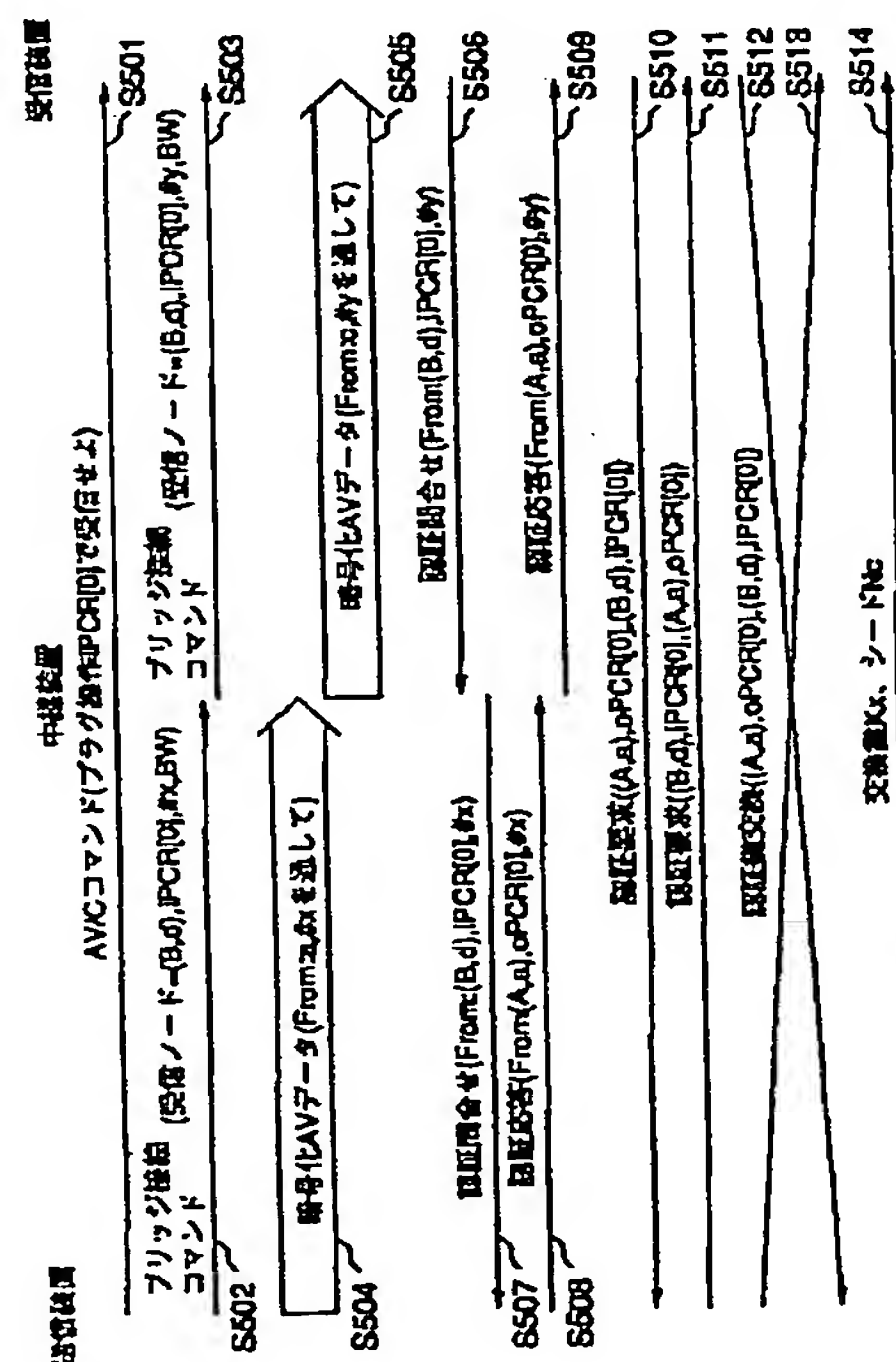 送信装置
中継装置
受信装置
AV/Cコマンド(プラグ操作iPCR[0]で受信せよ)
S501
ブリッジ接続
コマンド
(受信ノード=(B,d),iPCR[0],#x,BW)
S502
ブリッジ接続
コマンド
(受信ノード=(B,d),iPCR[0],#y,BW)
S503
暗号化AVデータ(From:a,#xを通して)
S504
暗号化AVデータ(From:c,#yを通して)
S505
認証問合せ(From(B,d),iPCR[0],#y)
S506
認証問合せ(From:(B,d),iPCR[0],#x)
S507
認証応答(From(A,a),oPCR[0],#x)
S508
認証応答(From(A,a),oPCR[0],#y)
S509
認証要求((A,a),oPCR[0],(B,d),iPCR[0])
S510
認証要求((B,d),iPCR[0],(A,a),oPCR[0])
S511
認証鍵交換((A,a),oPCR[0],(B,d),iPCR[0])
S512
S513
交換鍵Kx、シードNc
S514